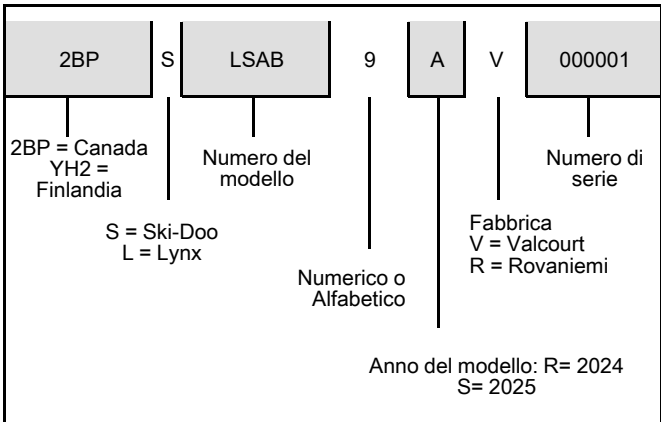 2BP S LSAB 9 A V 000001
2BP = Canada
YH2 =
Finlandia
Numero del
modello
Numero di
serie
S = Ski-Doo
L = Lynx
Fabbrica
V = Valcourt
R = Rovaniemi
Numerico o
Alfabetico
Anno del modello: R= 2024
S= 2025